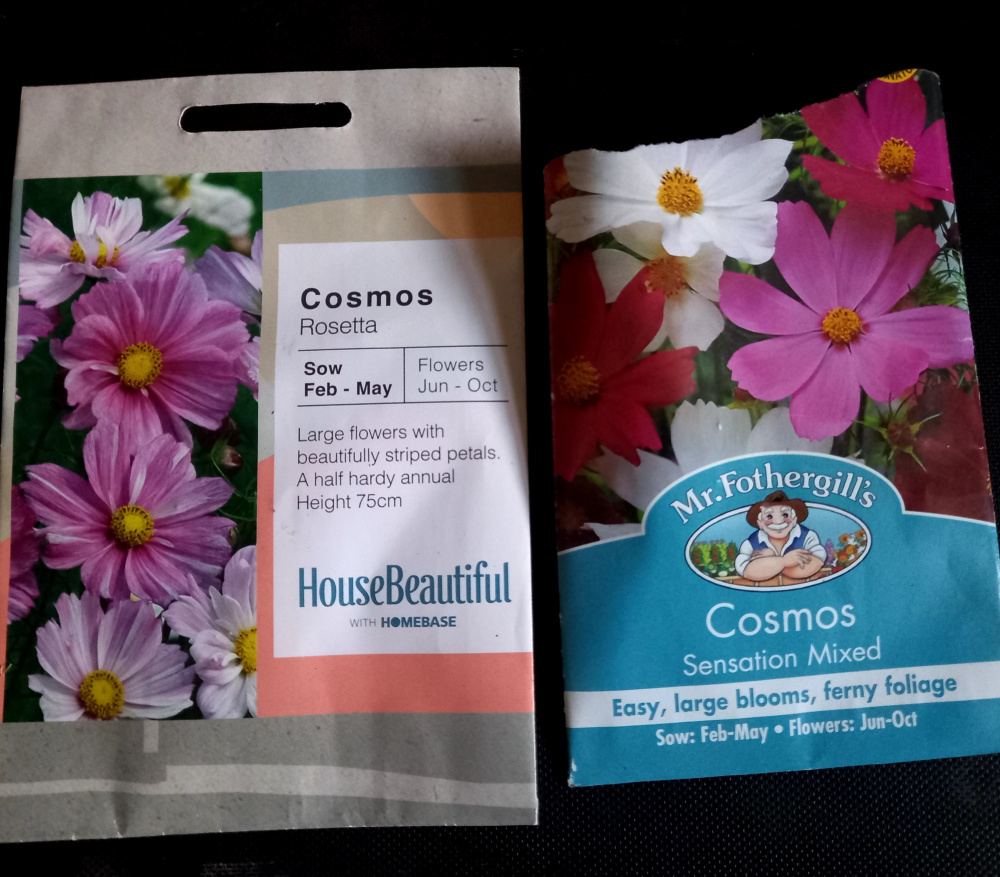 Cosmos
Rosetta
Sow
Feb - May
Flowers
Jun - Oct
Large flowers with
beautifully striped petals.
A half hardy annual
Height 75cm
HouseBeautiful
WITH HOMEBASE
Mr. Fothergill's
Cosmos
Sensation Mixed
Easy, large blooms, ferny foliage
Sow: Feb-May • Flowers: Jun-Oct